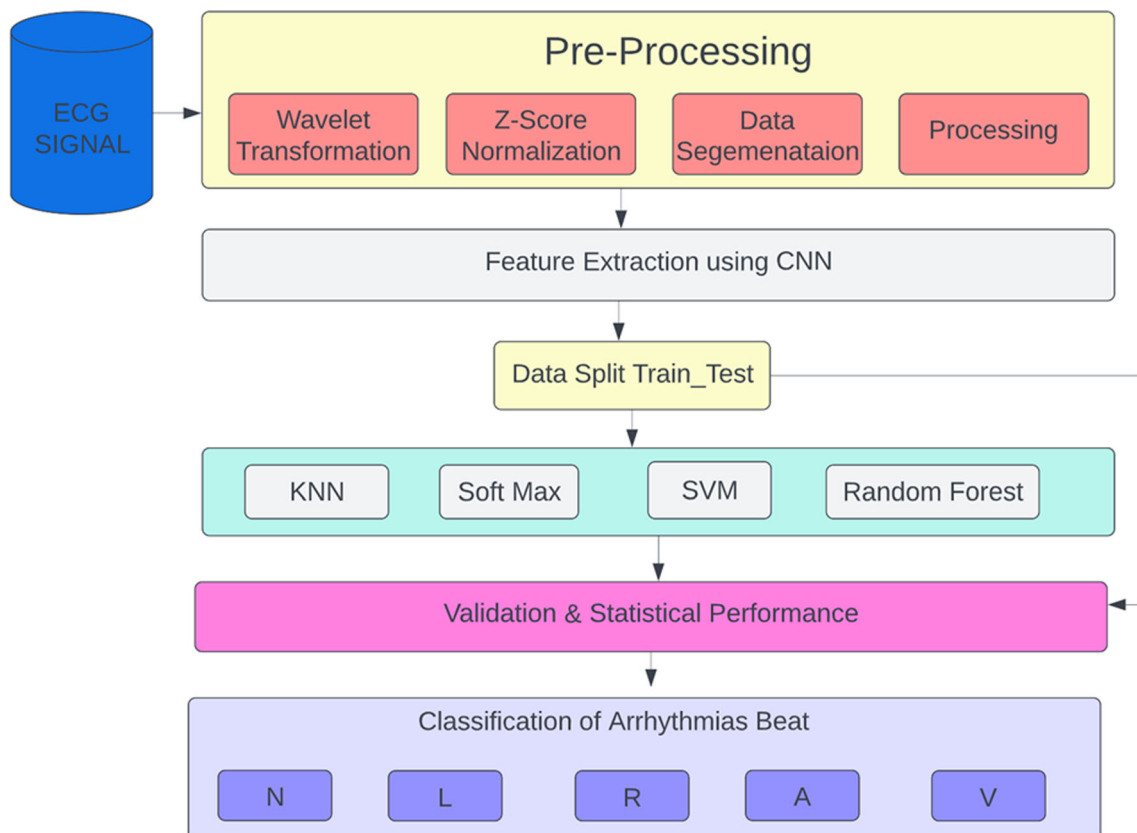 ECG
SIGNAL
Pre-Processing
Wavelet
Transformation
Z-Score
Normalization
Data
Segemenataion
Processing
Feature Extraction using CNN
Data Split Train_Test
KNN
Soft Max
SVM
Random Forest
Validation & Statistical Performance
Classification of Arrhythmias Beat
N
L
R
A
V